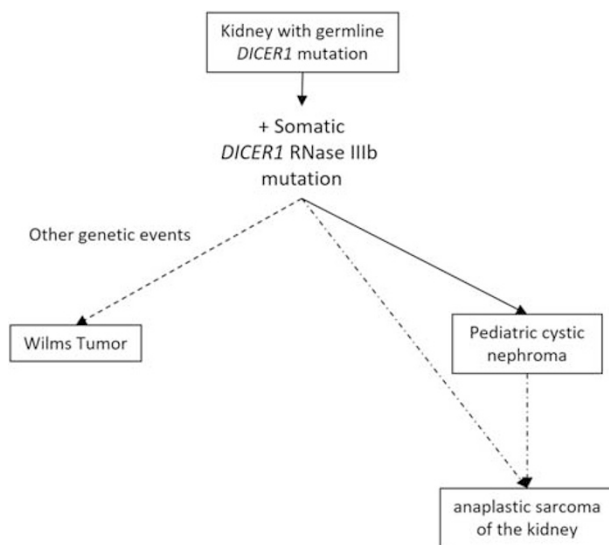 Kidney with germline
DICER1 mutation
+ Somatic
DICER1 RNase IIIb
mutation
Other genetic events
Wilms Tumor
Pediatric cystic
nephroma
anaplastic sarcoma
of the kidney